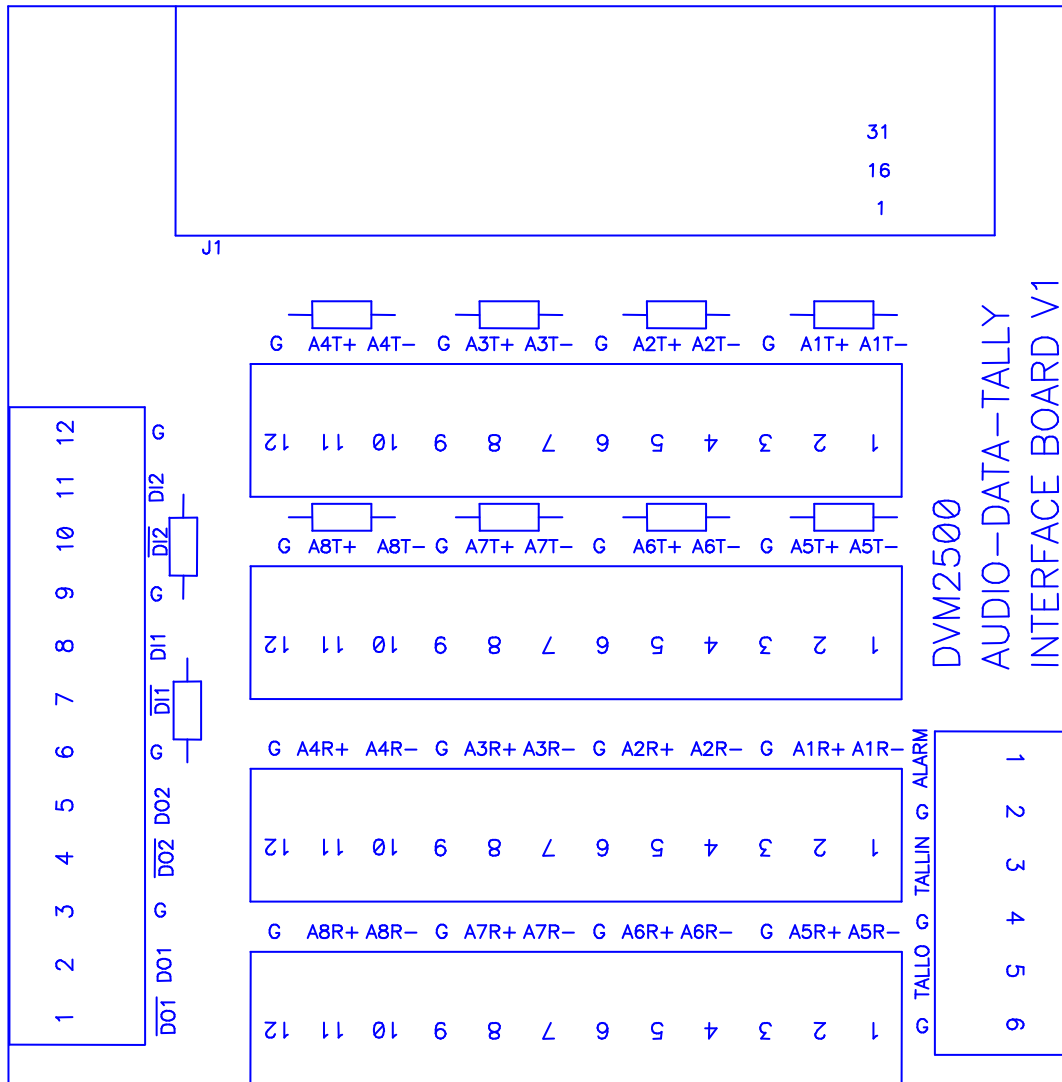 31
16
1
J1
G A4T+ A4T- G A3T+ A3T- G A2T+ A2T- G A1T+ A1T-
12 11 10 9 8 7 6 5 4 3 2 1
G A8T+ A8T- G A7T+ A7T- G A6T+ A6T- G A5T+ A5T-
12 11 10 9 8 7 6 5 4 3 2 1
G A4R+ A4R- G A3R+ A3R- G A2R+ A2R- G A1R+ A1R-
12 11 10 9 8 7 6 5 4 3 2 1
G A8R+ A8R- G A7R+ A7R- G A6R+ A6R- G A5R+ A5R-
12 11 10 9 8 7 6 5 4 3 2 1
12 G
11 DI2
10 D̅I̅2̅
9 G
8 DI1
7 D̅I̅1̅
6 G
5 DO2
4 D̅O̅2̅
3 G
2 DO1
1 D̅O̅1̅
DVM2500
AUDIO-DATA-TALLY
INTERFACE BOARD V1
ALARM 1
G 2
TALLIN 3
G 4
TALLO 5
G 6